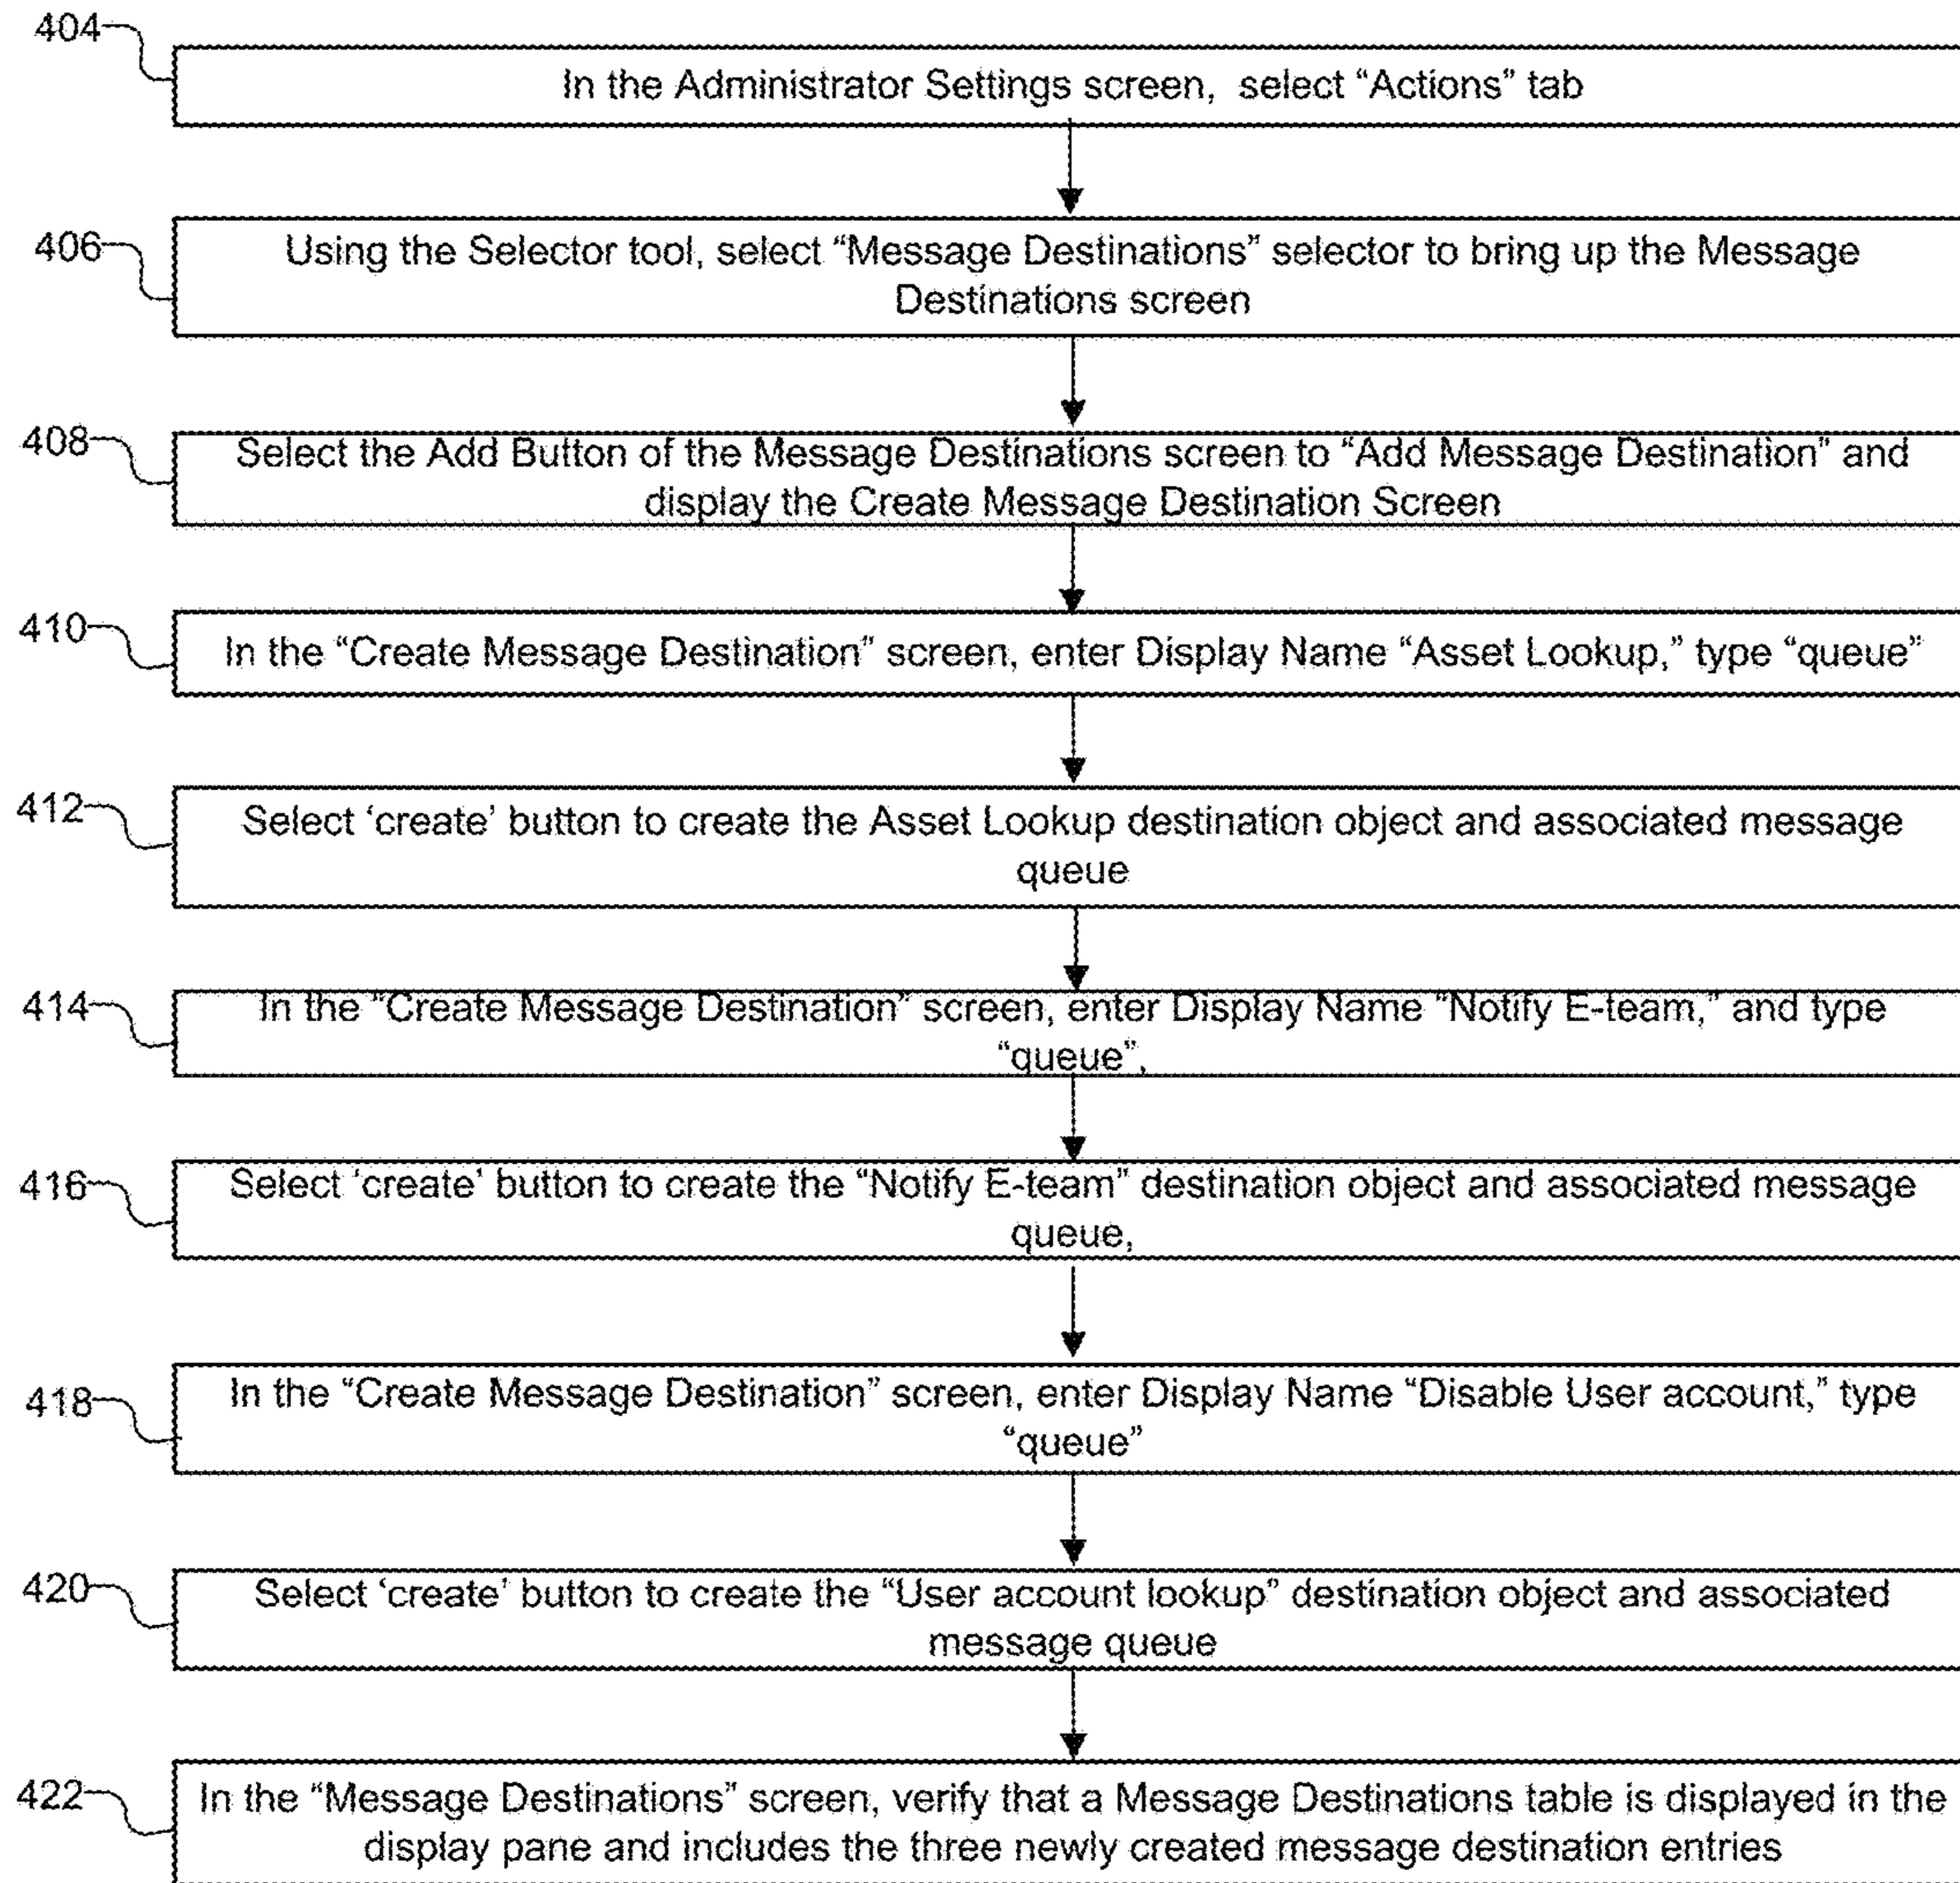 404
In the Administrator Settings screen, select “Actions” tab
406
Using the Selector tool, select “Message Destinations” selector to bring up the Message
Destinations screen
408
Select the Add Button of the Message Destinations screen to “Add Message Destination” and
display the Create Message Destination Screen
410
In the “Create Message Destination” screen, enter Display Name “Asset Lookup,” type “queue”
412
Select ‘create’ button to create the Asset Lookup destination object and associated message
queue
414
In the “Create Message Destination” screen, enter Display Name “Notify E-team,” and type
“queue”,
416
Select ‘create’ button to create the “Notify E-team” destination object and associated message
queue,
418
In the “Create Message Destination” screen, enter Display Name “Disable User account,” type
“queue”
420
Select ‘create’ button to create the “User account lookup” destination object and associated
message queue
422
In the “Message Destinations” screen, verify that a Message Destinations table is displayed in the
display pane and includes the three newly created message destination entries